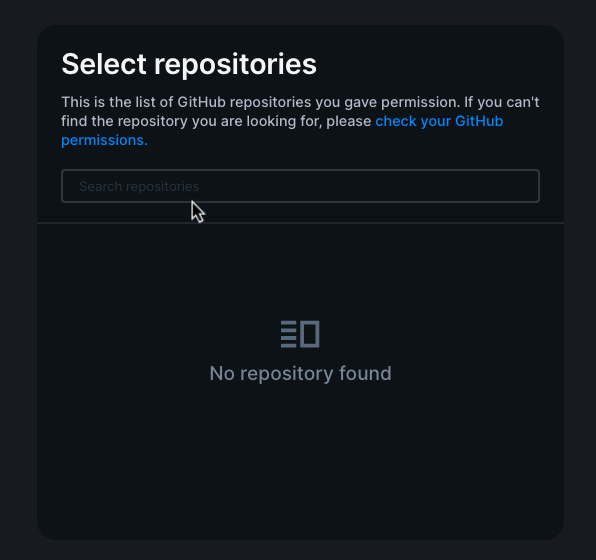 Select repositories
This is the list of GitHub repositories you gave permission. If you can't
find the repository you are looking for, please check your GitHub
permissions.
Search repositories
No repository found